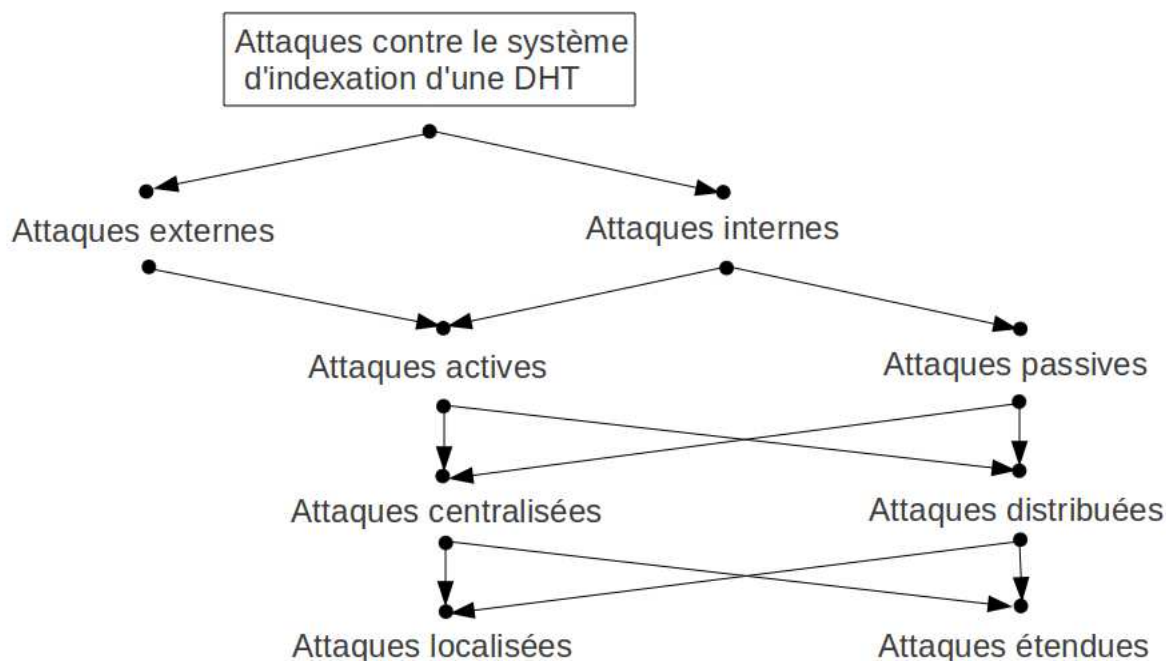 Attaques contre le système
d'indexation d'une DHT
Attaques externes
Attaques internes
Attaques actives
Attaques passives
Attaques centralisées
Attaques distribuées
Attaques localisées
Attaques étendues